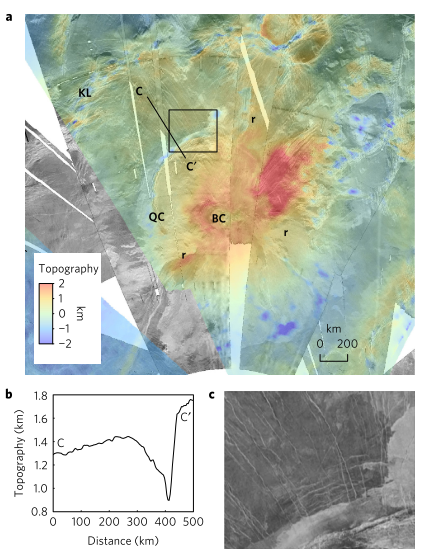 a
KL
C
r
C′
QC
BC
r
r
Topography
2
1
0
−1
−2
km
km
0 200
b
1.8
1.6
1.4
1.2
1.0
0.8
Topography (km)
C
C′
0 100 200 300 400 500
Distance (km)
c